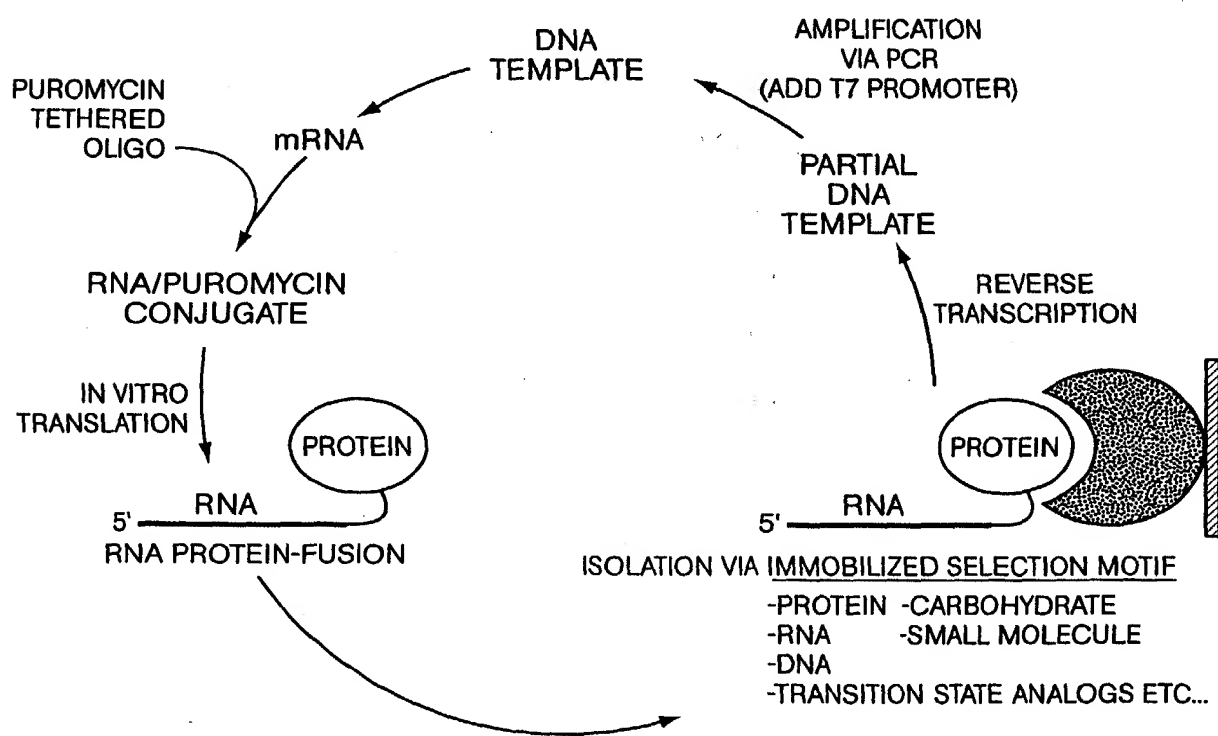 DNA
TEMPLATE
AMPLIFICATION
VIA PCR
(ADD T7 PROMOTER)
PUROMYCIN
TETHERED
OLIGO
mRNA
PARTIAL
DNA
TEMPLATE
RNA/PUROMYCIN
CONJUGATE
REVERSE
TRANSCRIPTION
IN VITRO
TRANSLATION
PROTEIN
RNA
5'
RNA PROTEIN-FUSION
PROTEIN
RNA
5'
ISOLATION VIA IMMOBILIZED SELECTION MOTIF
-PROTEIN -CARBOHYDRATE
-RNA -SMALL MOLECULE
-DNA
-TRANSITION STATE ANALOGS ETC...